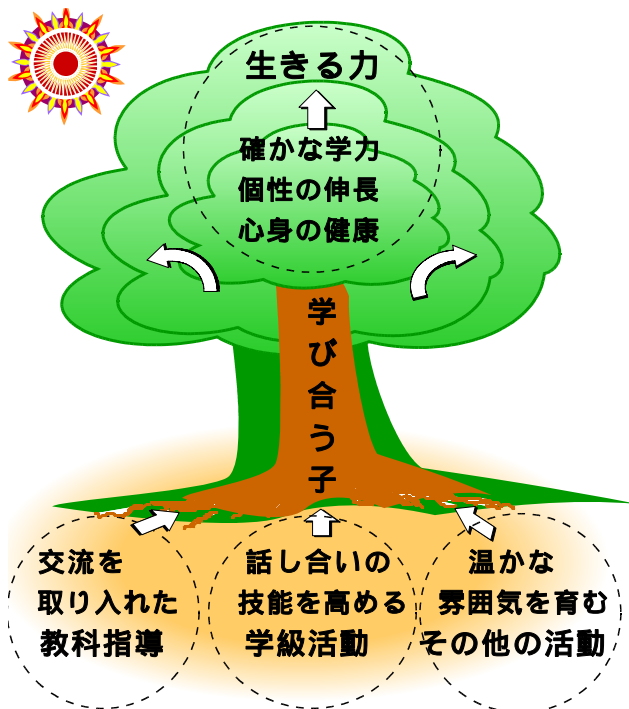 生きる力
確かな学力
個性の伸長
心身の健康
学び合う子
交流を
取り入れた
教科指導
話し合いの
技能を高める
学級活動
温かな
雰囲気を育む
その他の活動